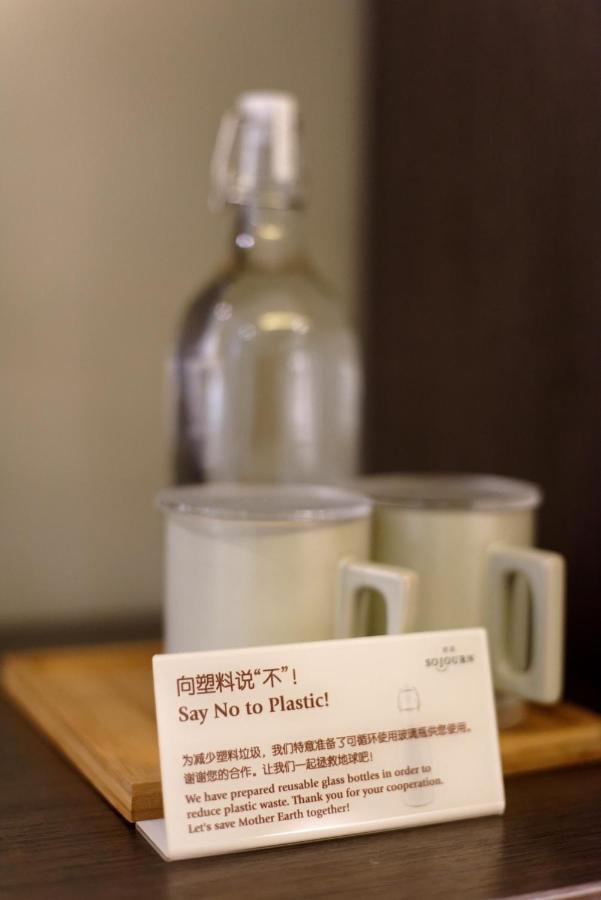 SOJOU
向塑料说“不”！
Say No to Plastic!
为减少塑料垃圾，我们特意准备了可循环使用玻璃瓶供您使用。
谢谢您的合作。让我们一起拯救地球吧！
We have prepared reusable glass bottles in order to
reduce plastic waste. Thank you for your cooperation.
Let's save Mother Earth together!